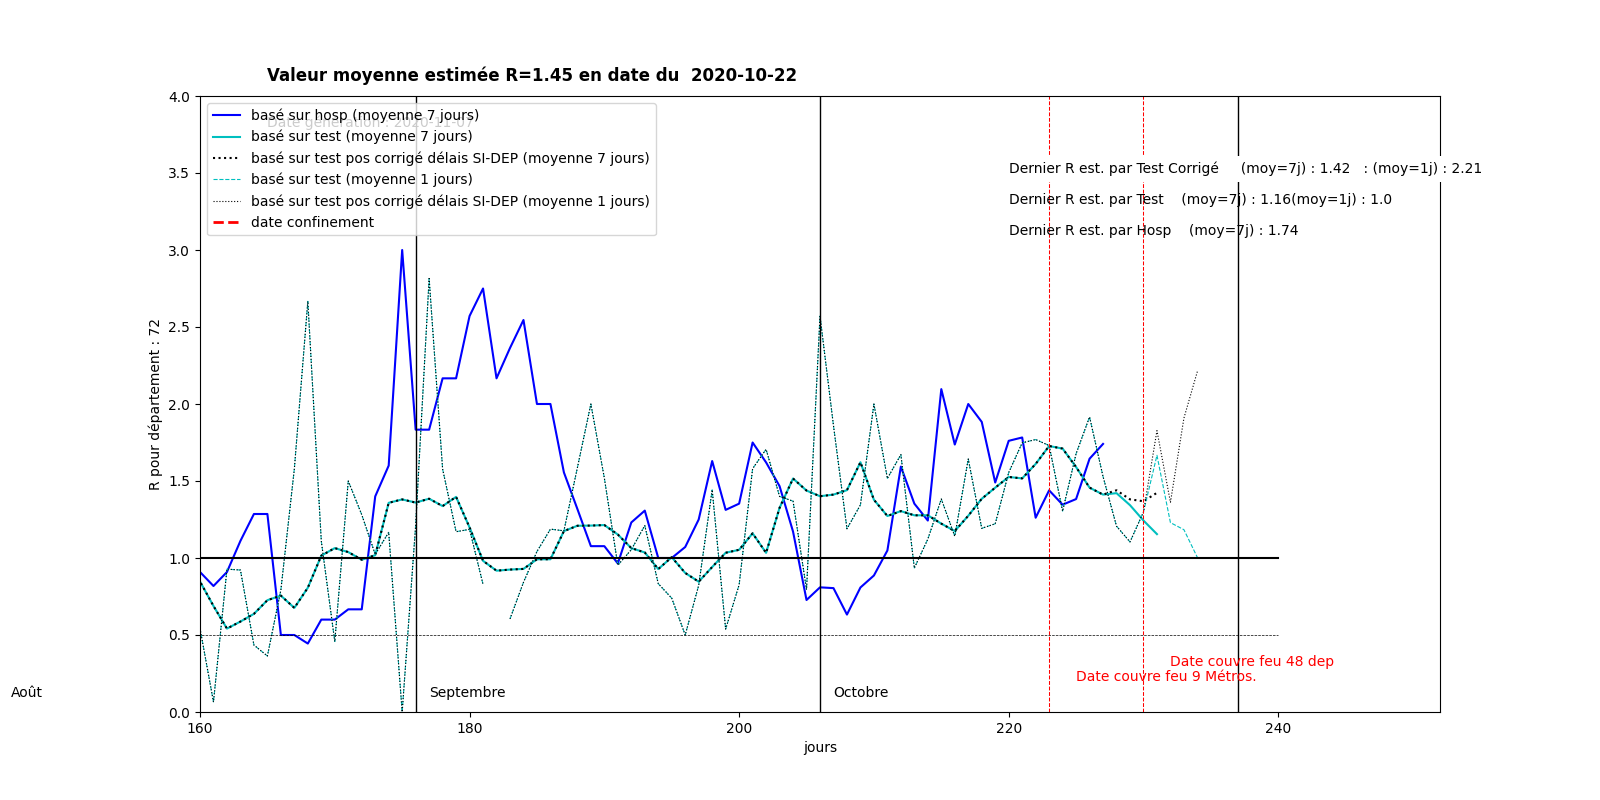 Valeur moyenne estimée R=1.45 en date du  2020-10-22
Date génération : 2020-11-07
basé sur hosp (moyenne 7 jours)
basé sur test (moyenne 7 jours)
basé sur test pos corrigé délais SI-DEP (moyenne 7 jours)
basé sur test (moyenne 1 jours)
basé sur test pos corrigé délais SI-DEP (moyenne 1 jours)
date confinement
Dernier R est. par Test Corrigé     (moy=7j) : 1.42   : (moy=1j) : 2.21
Dernier R est. par Test    (moy=7j) : 1.16(moy=1j) : 1.0
Dernier R est. par Hosp    (moy=7j) : 1.74
4.0
3.5
3.0
2.5
2.0
1.5
1.0
0.5
0.0
R pour département : 72
Date couvre feu 48 dep
Date couvre feu 9 Métros.
Août
Septembre
Octobre
160
180
200
220
240
jours